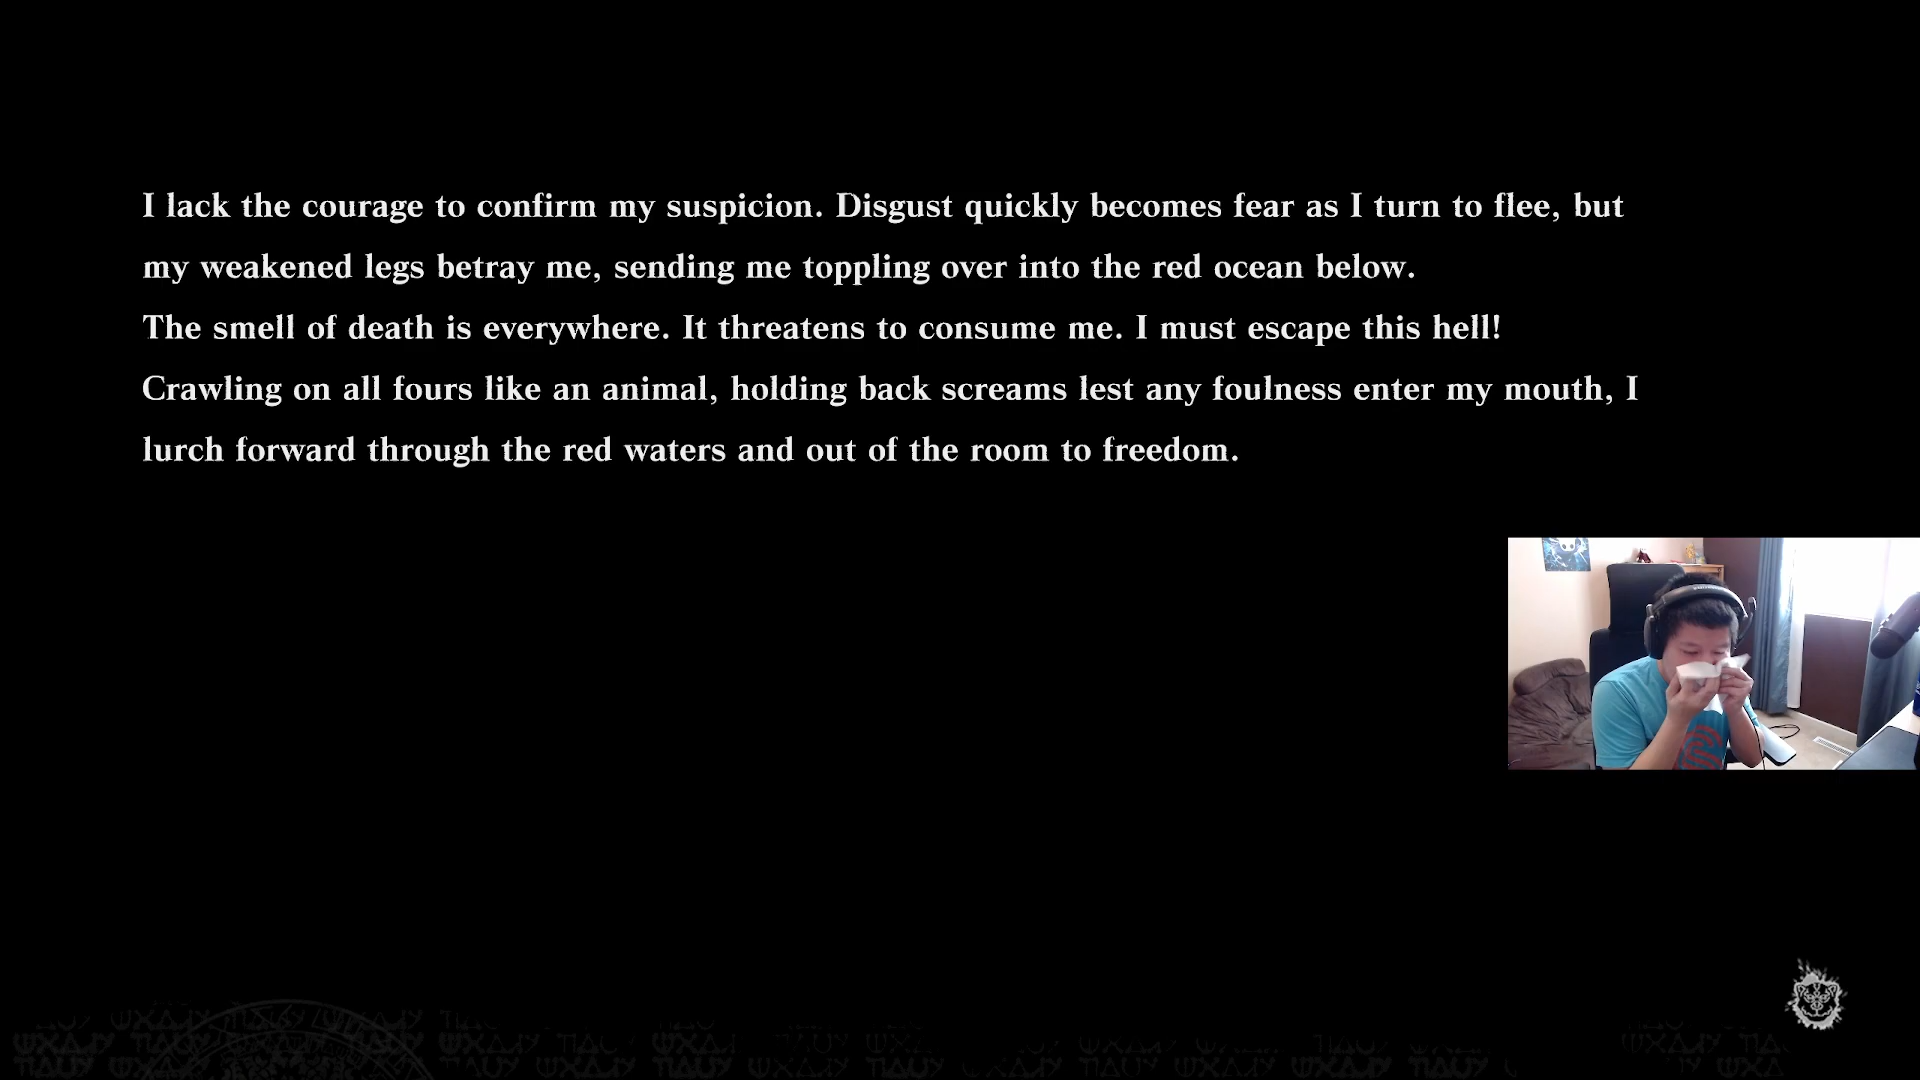 I lack the courage to confirm my suspicion. Disgust quickly becomes fear as I turn to flee, but
my weakened legs betray me, sending me toppling over into the red ocean below.
The smell of death is everywhere. It threatens to consume me. I must escape this hell!
Crawling on all fours like an animal, holding back screams lest any foulness enter my mouth, I
lurch forward through the red waters and out of the room to freedom.